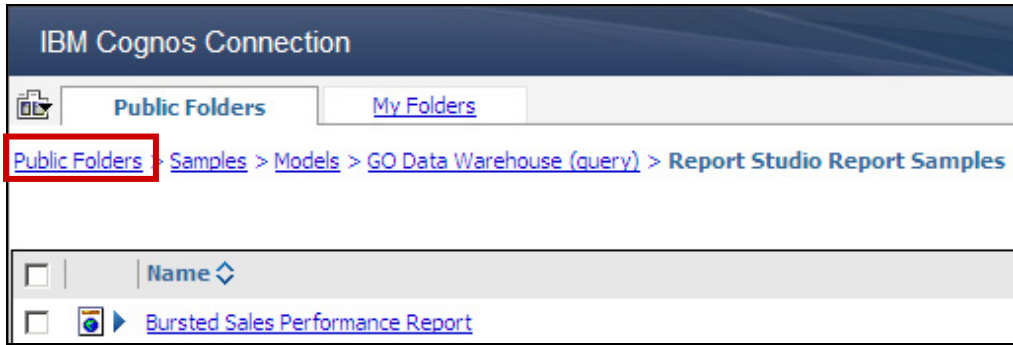 IBM Cognos Connection
Public Folders My Folders
Public Folders > Samples > Models > GO Data Warehouse (query) > Report Studio Report Samples
Name
Bursted Sales Performance Report